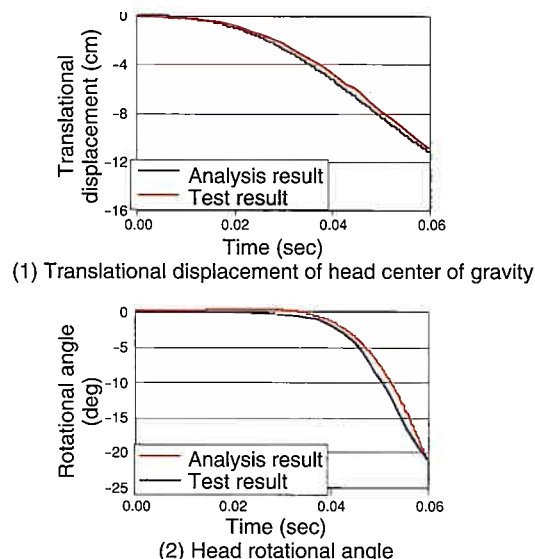 0
-4
-8
-12
-16
Translational
displacement (cm)
Analysis result
Test result
0.00 0.02 0.04 0.06
Time (sec)
(1) Translational displacement of head center of gravity
0
-5
-10
-15
-20
-25
Rotational angle
(deg)
Analysis result
Test result
0.00 0.02 0.04 0.06
Time (sec)
(2) Head rotational angle